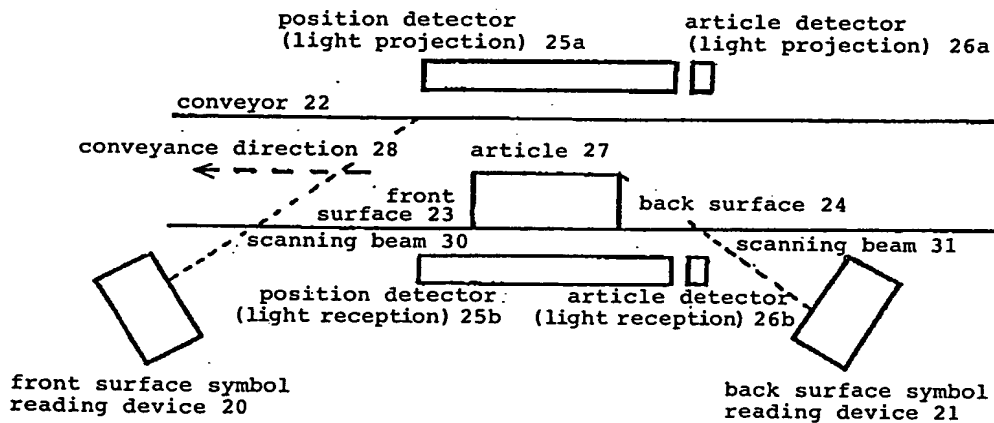 position detector
(light projection) 25a
article detector
(light projection) 26a
conveyor 22
conveyance direction 28
article 27
front
surface 23
back surface 24
scanning beam 30
scanning beam 31
position detector
(light reception) 25b
article detector
(light reception) 26b
front surface symbol
reading device 20
back surface symbol
reading device 21